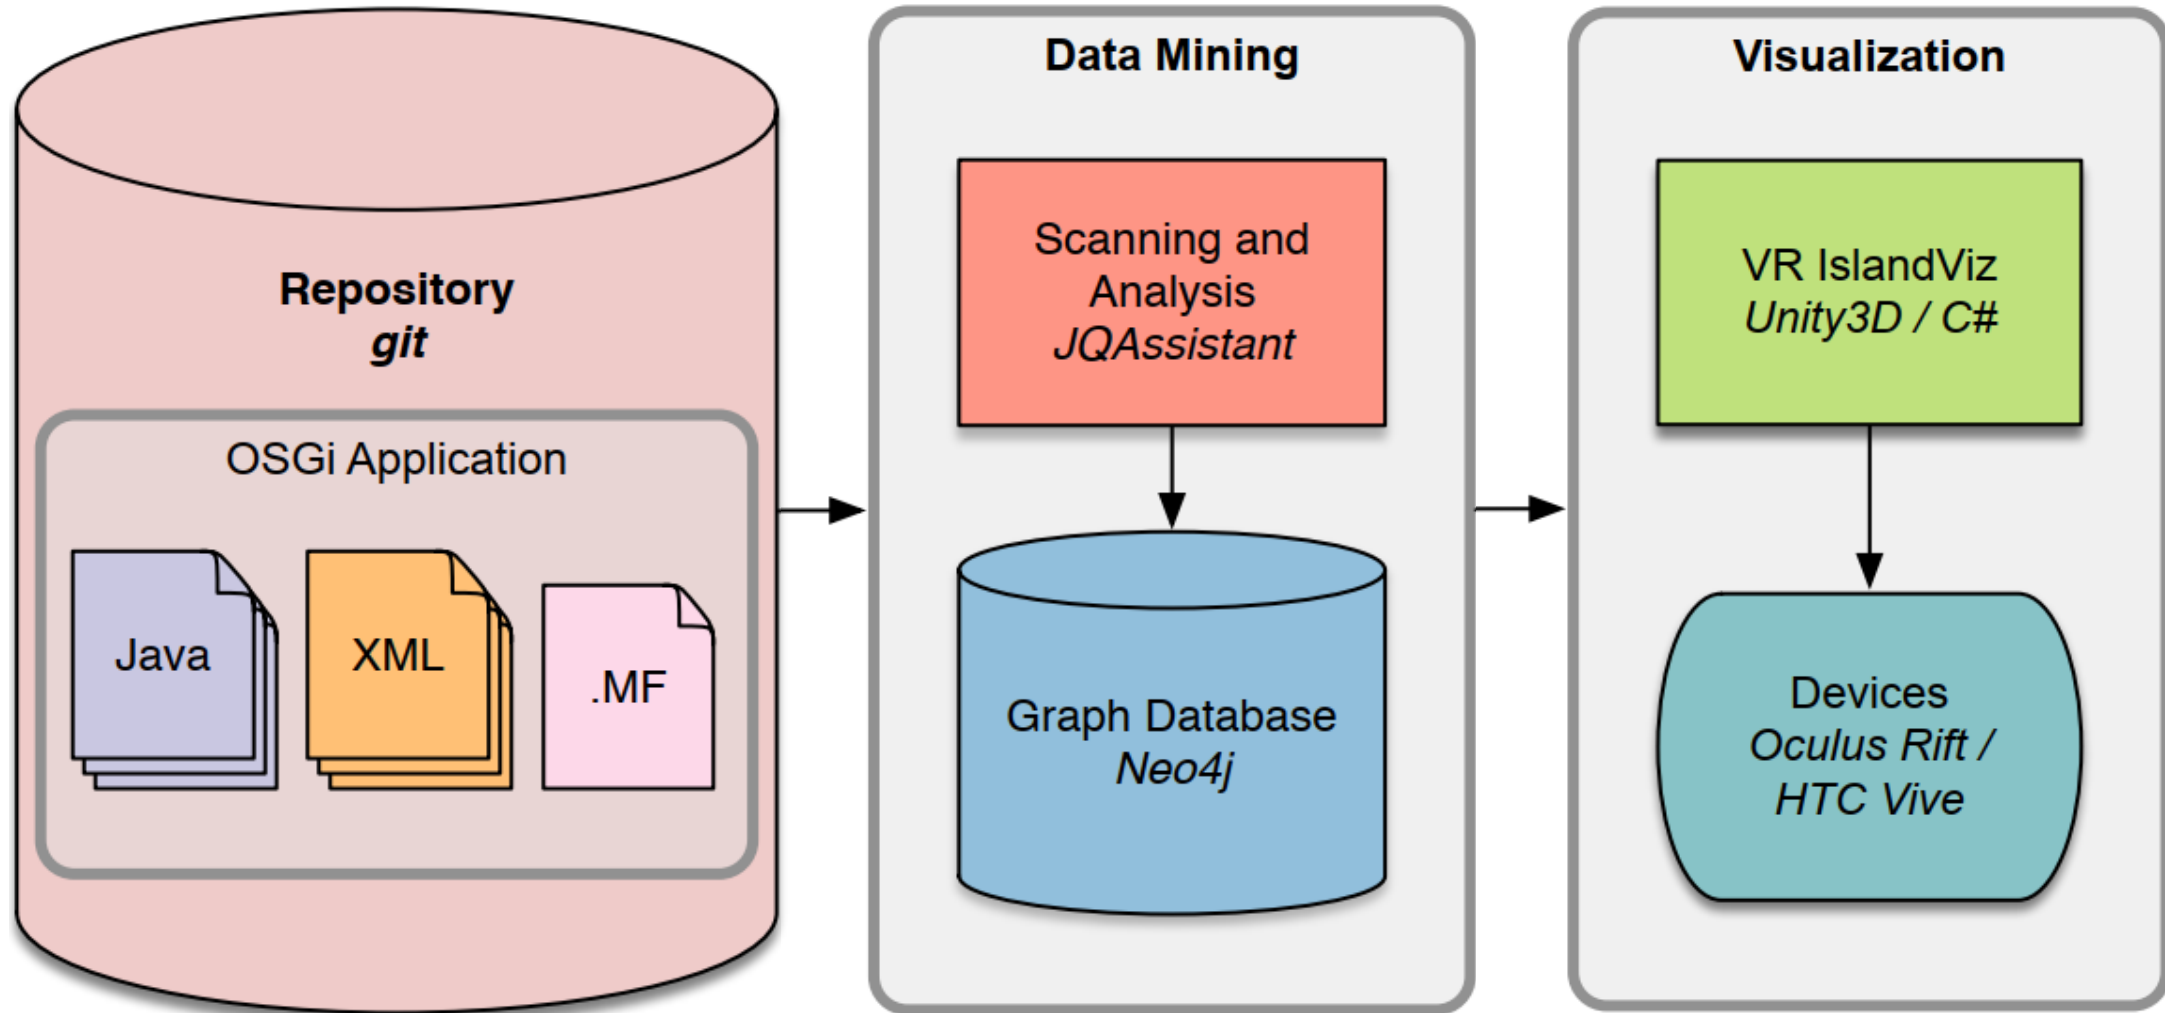 Repository
git
OSGi Application
Java
XML
.MF
Data Mining
Scanning and
Analysis
JQAssistant
Graph Database
Neo4j
Visualization
VR IslandViz
Unity3D / C#
Devices
Oculus Rift /
HTC Vive